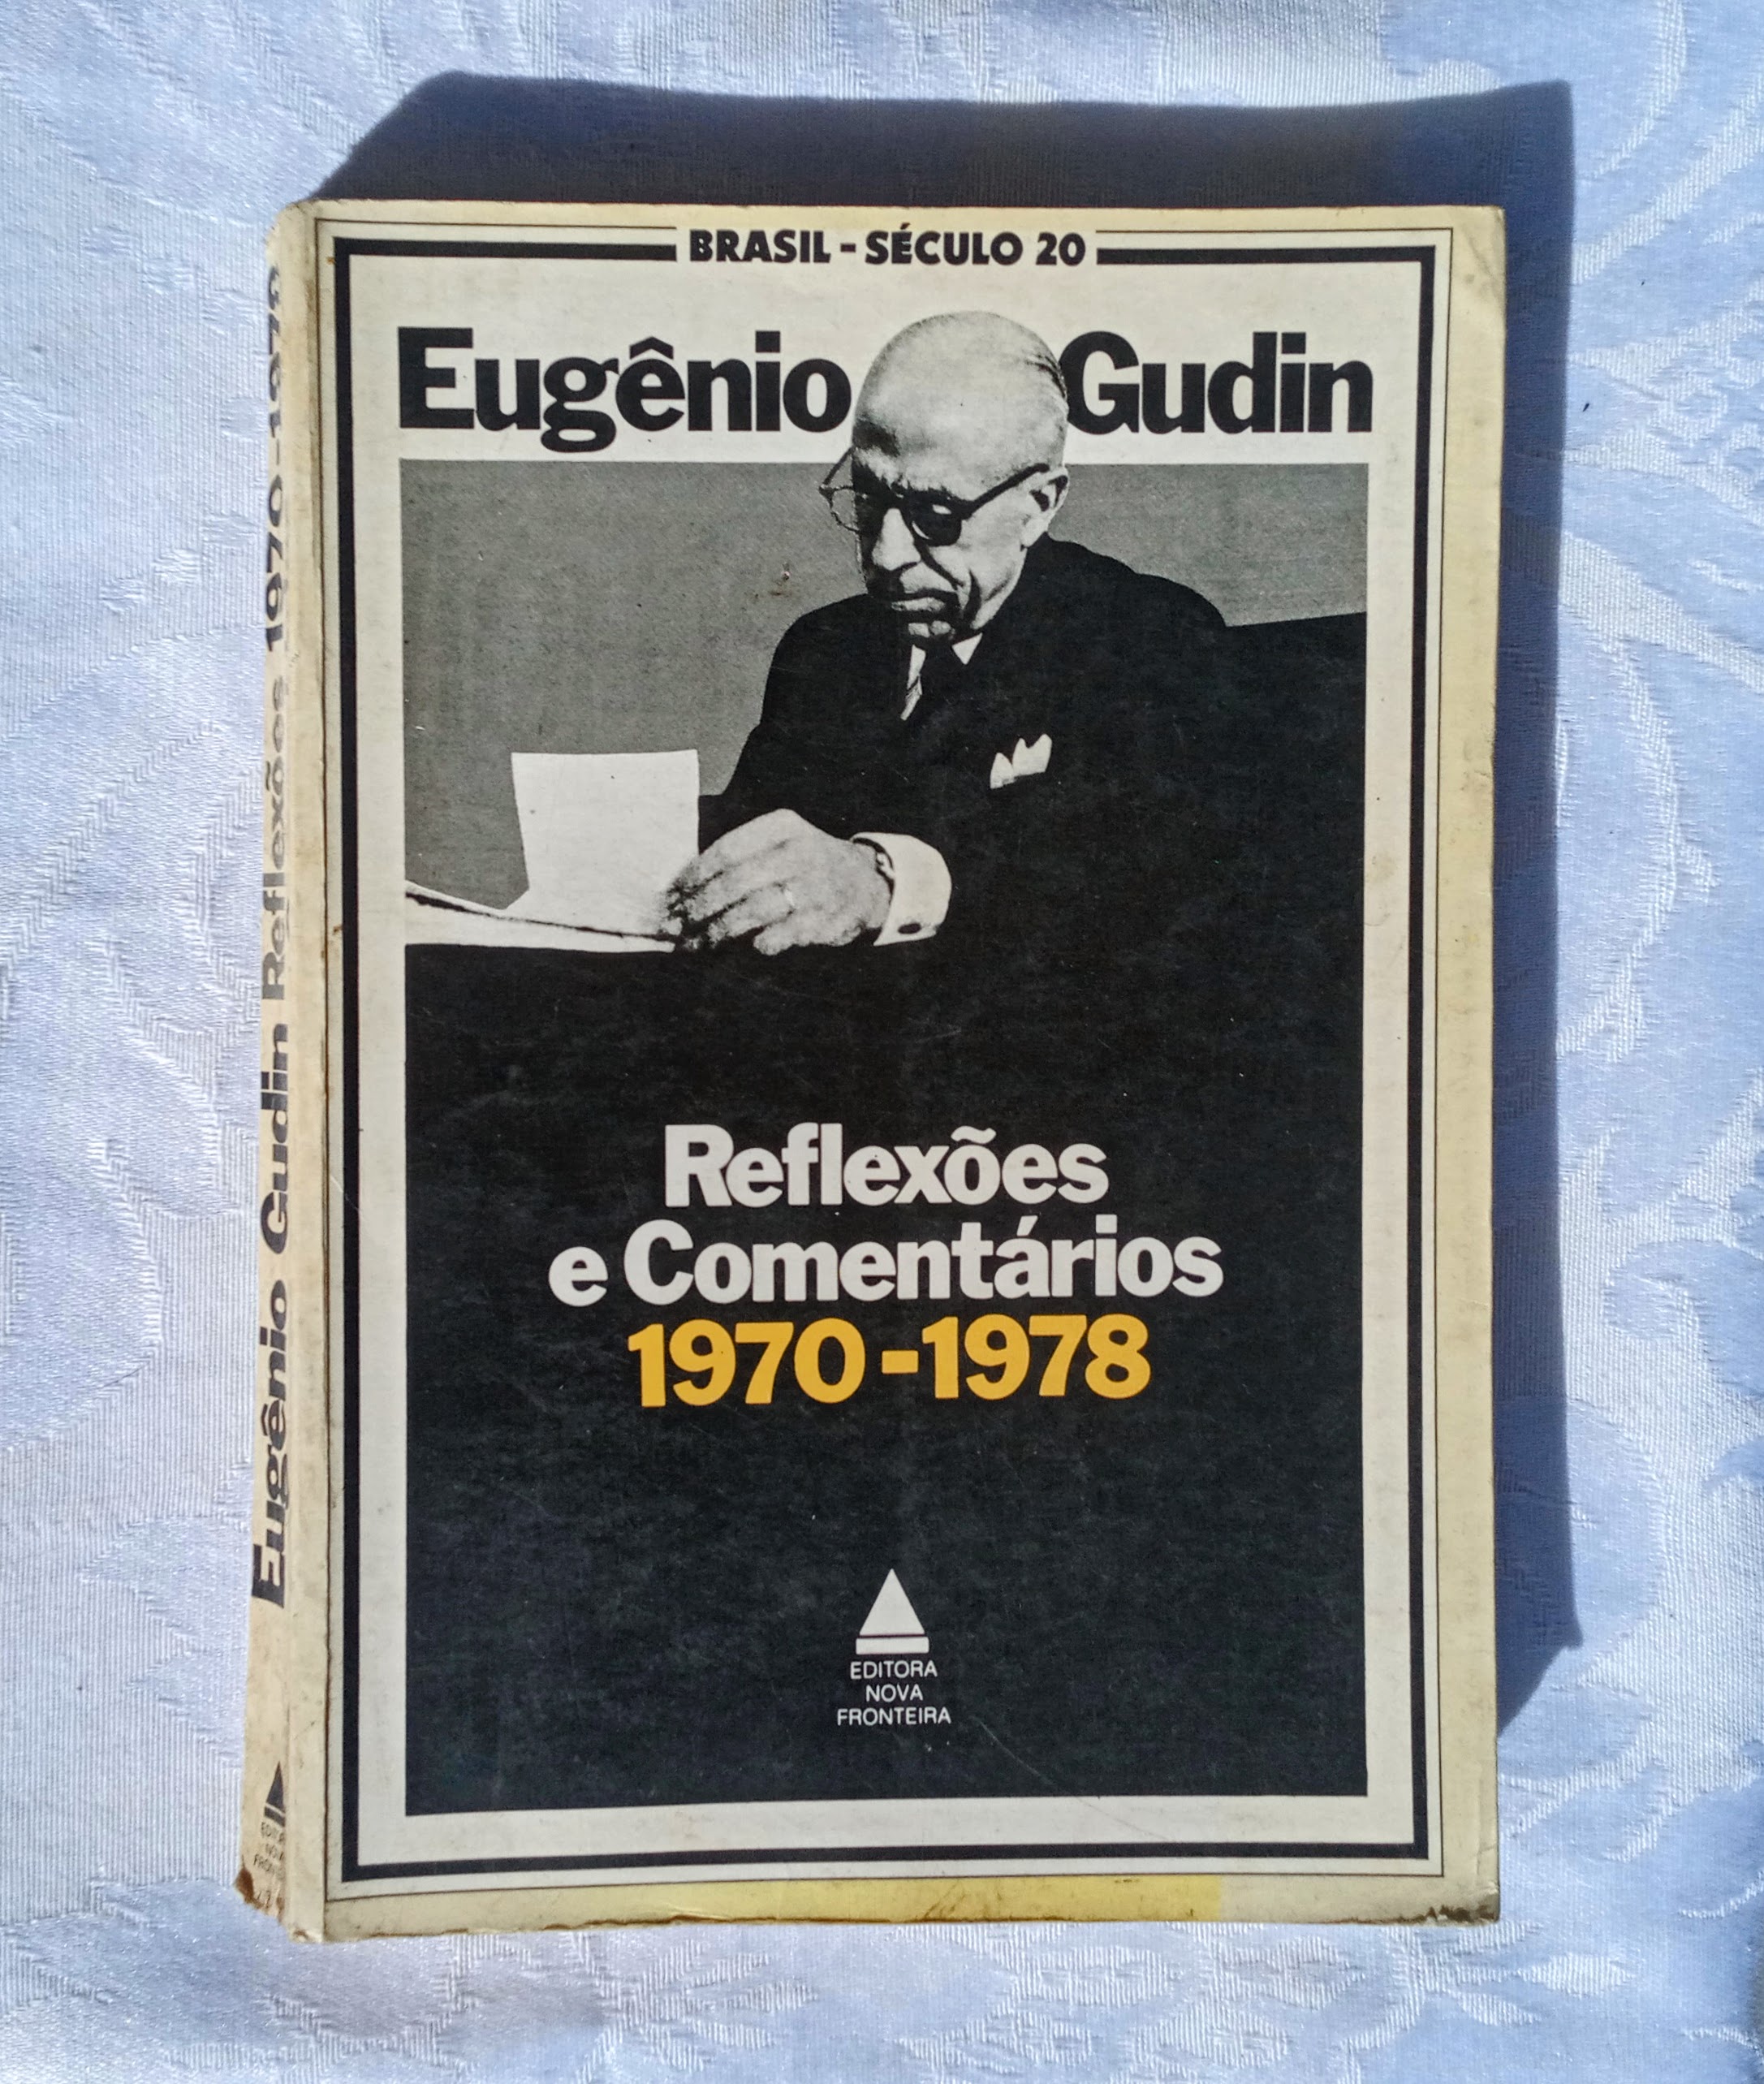 BRASIL - SÉCULO 20
Eugênio Gudin
Reflexões
e Comentários
1970-1978
EDITORA
NOVA
FRONTEIRA
Eugênio Gudin Reflexões 1970-1978